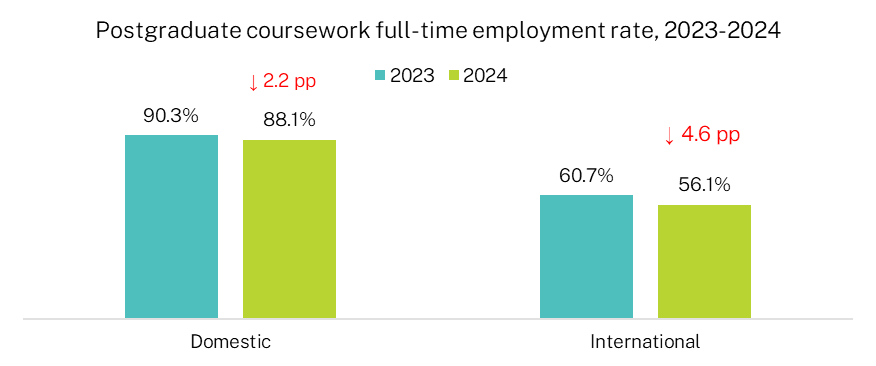 Postgraduate coursework full-time employment rate, 2023-2024
2023 2024
↓ 2.2 pp
90.3%
88.1%
↓ 4.6 pp
60.7%
56.1%
Domestic
International